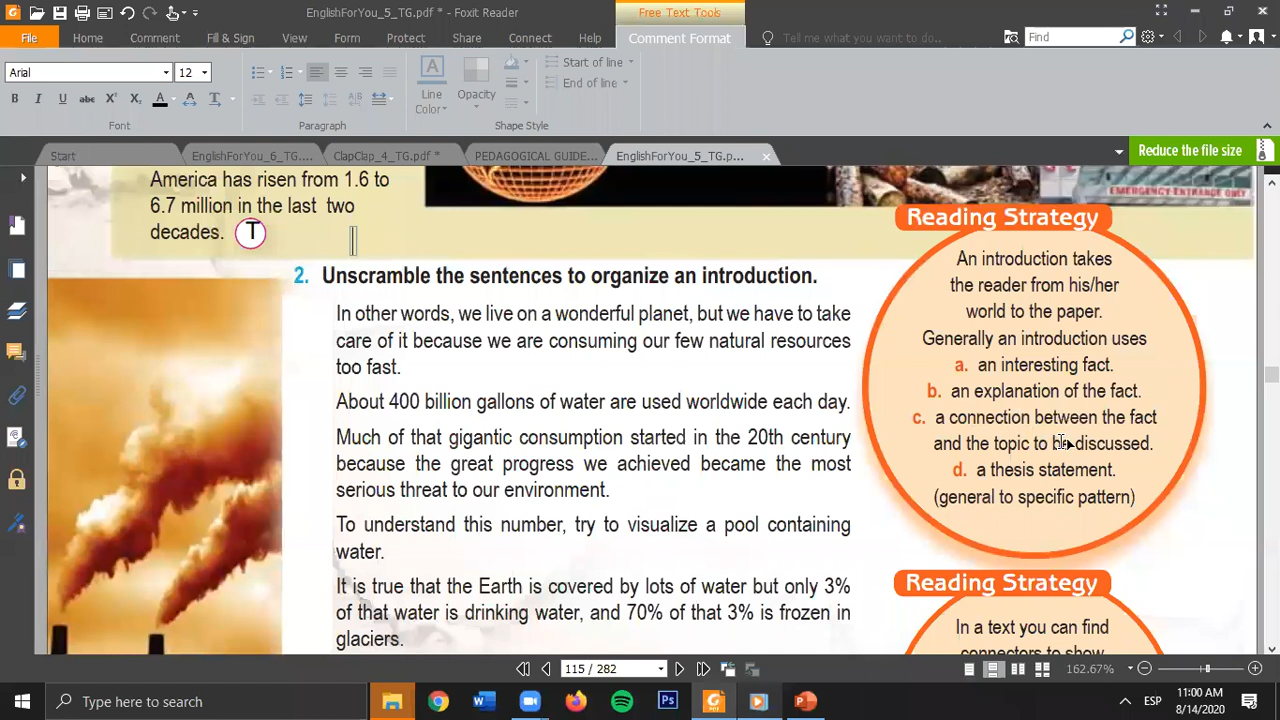 EnglishForYou_5_TG.pdf * - Foxit Reader
Free Text Tools
File
Home
Comment
Fill & Sign
View
Form
Protect
Share
Connect
Help
Comment Format
Tell me what you want to do..
Find
Arial
12
Font
Paragraph
Line
Color
Opacity
Start of line
End of line
Shape Style
Start
EnglishForYou_6_TG....
ClapClap_4_TG.pdf *
PEDAGOGICAL GUIDE...
EnglishForYou_5_TG.p...
Reduce the file size
America has risen from 1.6 to
6.7 million in the last two
decades. T
EMERGENCY ENTRANCE ONLY
2. Unscramble the sentences to organize an introduction.
In other words, we live on a wonderful planet, but we have to take
care of it because we are consuming our few natural resources
too fast.
About 400 billion gallons of water are used worldwide each day.
Much of that gigantic consumption started in the 20th century
because the great progress we achieved became the most
serious threat to our environment.
To understand this number, try to visualize a pool containing
water.
It is true that the Earth is covered by lots of water but only 3%
of that water is drinking water, and 70% of that 3% is frozen in
glaciers.
Reading Strategy
An introduction takes
the reader from his/her
world to the paper.
Generally an introduction uses
a. an interesting fact.
b. an explanation of the fact.
c. a connection between the fact
and the topic to be discussed.
d. a thesis statement.
(general to specific pattern)
Reading Strategy
In a text you can find
connectors to show
115 / 282
162.67%
Type here to search
ESP
11:00 AM
8/14/2020